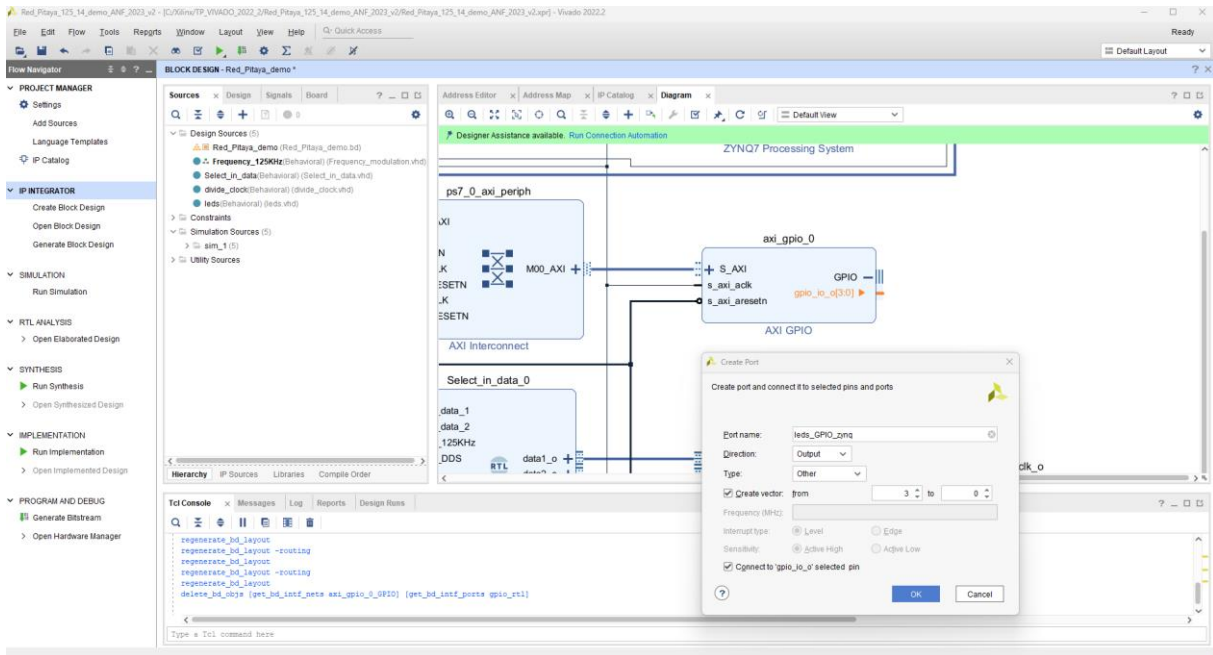 Red_Pitaya_125_14_demo_ANF_2023_v2 - [C:/Xilinx/TP_VIVADO_2022_2/Red_Pitaya_125_14_demo_ANF_2023_v2/Red_Pitaya_125_14_demo_ANF_2023_v2.xpr] - Vivado 2022.2
File Edit Flow Tools Reports Window Layout View Help Quick Access Ready
Default Layout
Flow Navigator
BLOCK DESIGN - Red_Pitaya_demo *
PROJECT MANAGER
Settings
Add Sources
Language Templates
IP Catalog
IP INTEGRATOR
Create Block Design
Open Block Design
Generate Block Design
SIMULATION
Run Simulation
RTL ANALYSIS
Open Elaborated Design
SYNTHESIS
Run Synthesis
Open Synthesized Design
IMPLEMENTATION
Run Implementation
Open Implemented Design
PROGRAM AND DEBUG
Generate Bitstream
Open Hardware Manager
Sources Design Signals Board
0
Design Sources (5)
Red_Pitaya_demo (Red_Pitaya_demo.bd)
Frequency_125KHz(Behavioral) (Frequency_modulation.vhd)
Select_in_data(Behavioral) (Select_in_data.vhd)
divide_clock(Behavioral) (divide_clock.vhd)
leds(Behavioral) (leds.vhd)
Constraints
Simulation Sources (5)
sim_1 (5)
Utility Sources
Hierarchy IP Sources Libraries Compile Order
Address Editor Address Map IP Catalog Diagram
Default View
Designer Assistance available. Run Connection Automation
ZYNQ7 Processing System
ps7_0_axi_periph
AXI
N
LK
M00_AXI
ESETN
LK
ESETN
AXI Interconnect
axi_gpio_0
S_AXI
GPIO
s_axi_aclk
gpio_io_o[3:0]
s_axi_aresetn
AXI GPIO
Select_in_data_0
_data_1
_data_2
_125KHz
_DDS
RTL
data1_o
clk_o
Create Port
Create port and connect it to selected pins and ports
Port name: leds_GPIO_zynq
Direction: Output
Type: Other
Create vector: from 3 to 0
Frequency (MHz):
Interrupt type: Level Edge
Sensitivity: Active High Active Low
Connect to 'gpio_io_o' selected pin
OK Cancel
Tcl Console Messages Log Reports Design Runs
regenerate_bd_layout
regenerate_bd_layout -routing
regenerate_bd_layout
regenerate_bd_layout -routing
regenerate_bd_layout
delete_bd_objs [get_bd_intf_nets axi_gpio_0_GPIO] [get_bd_intf_ports gpio_rtl]
Type a Tcl command here